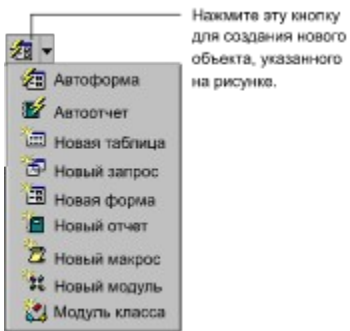 Нажмите эту кнопку
для создания нового
объекта, указанного
на рисунке.
Автоформа
Автоотчет
Новая таблица
Новый запрос
Новая форма
Новый отчет
Новый макрос
Новый модуль
Модуль класса